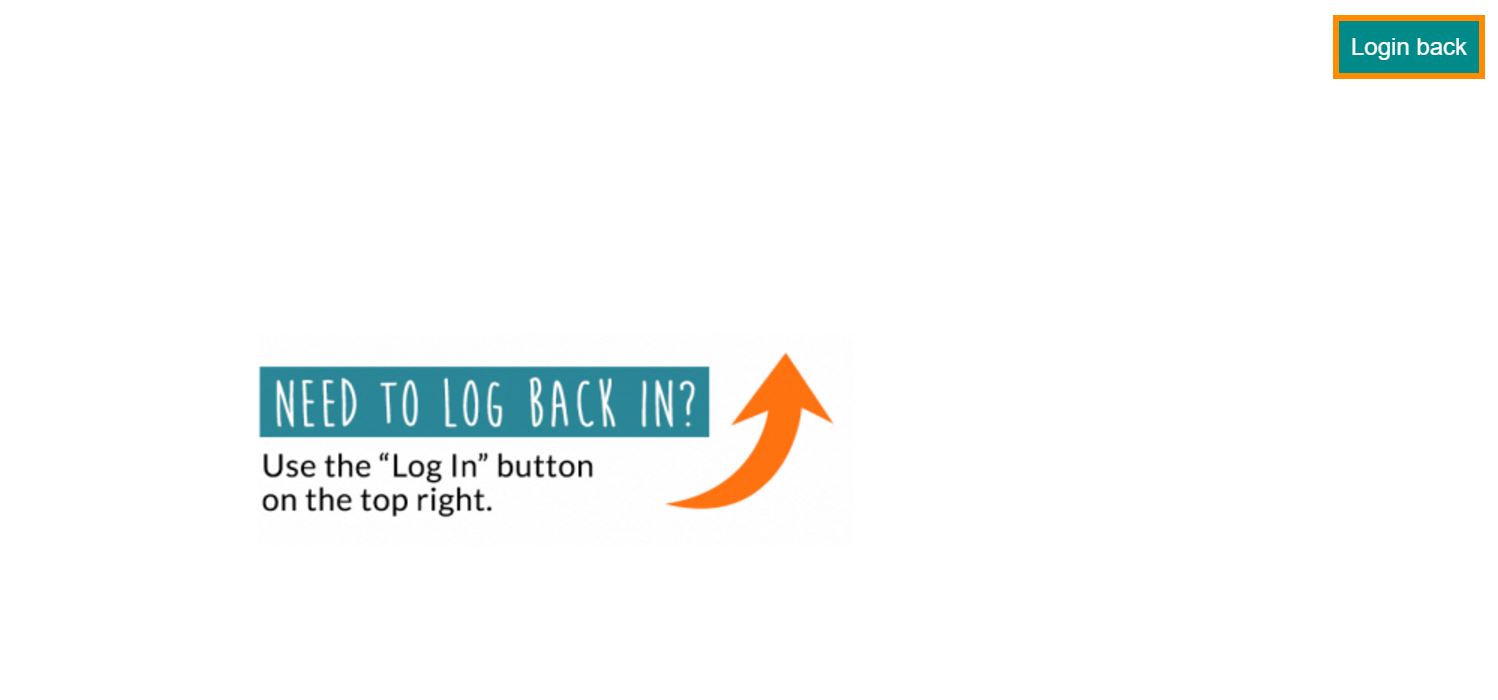 Login back
NEED TO LOG BACK IN?
Use the “Log In” button
on the top right.